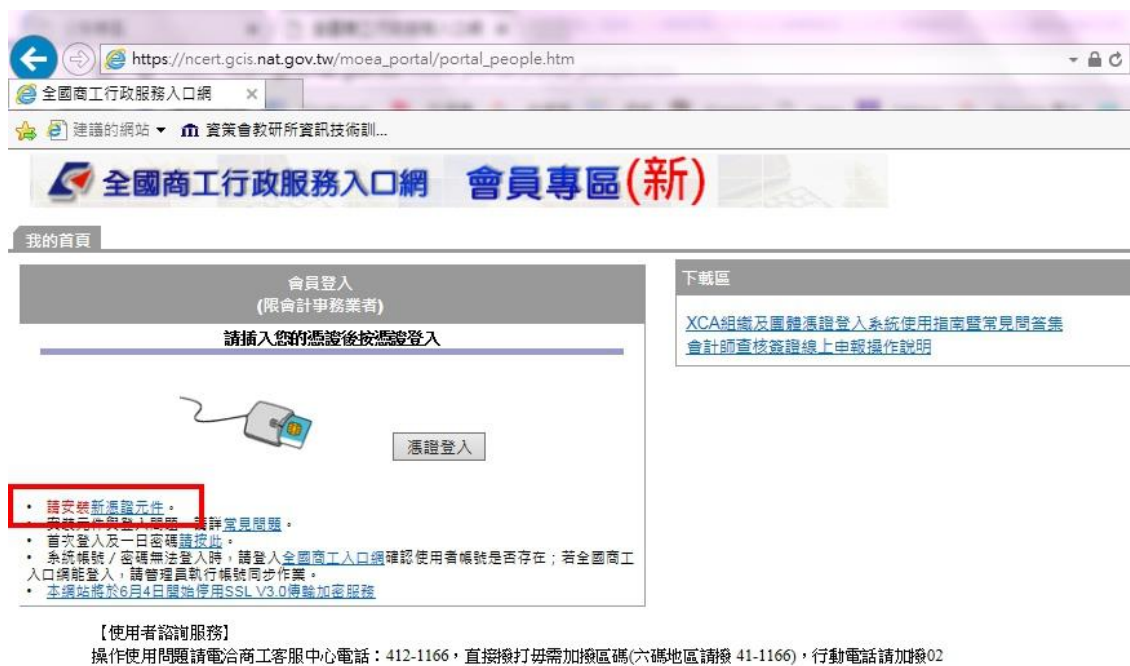 https://ncert.gcis.nat.gov.tw/moea_portal/portal_people.htm
全國商工行政服務入口網
建議的網站 資策會教研所資訊技術訓...
全國商工行政服務入口網 會員專區(新)
我的首頁
會員登入
(限會計事務業者)
請插入您的憑證後按憑證登入
憑證登入
• 請安裝新憑證元件。
• 安裝元件與登入問題，請詳常見問題。
• 首次登入及一日密碼請按此。
• 系統帳號 / 密碼無法登入時，請登入全國商工入口網確認使用者帳號是否存在；若全國商工
入口網能登入，請管理員執行帳號同步作業。
• 本網站將於6月4日開始停用SSL V3.0傳輸加密服務
下載區
XCA組織及團體憑證登入系統使用指南暨常見問答集
會計師查核簽證線上申報操作說明
【使用者諮詢服務】
操作使用問題請電洽商工客服中心電話：412-1166，直接撥打毋需加撥區碼(六碼地區請撥 41-1166)，行動電話請加撥02